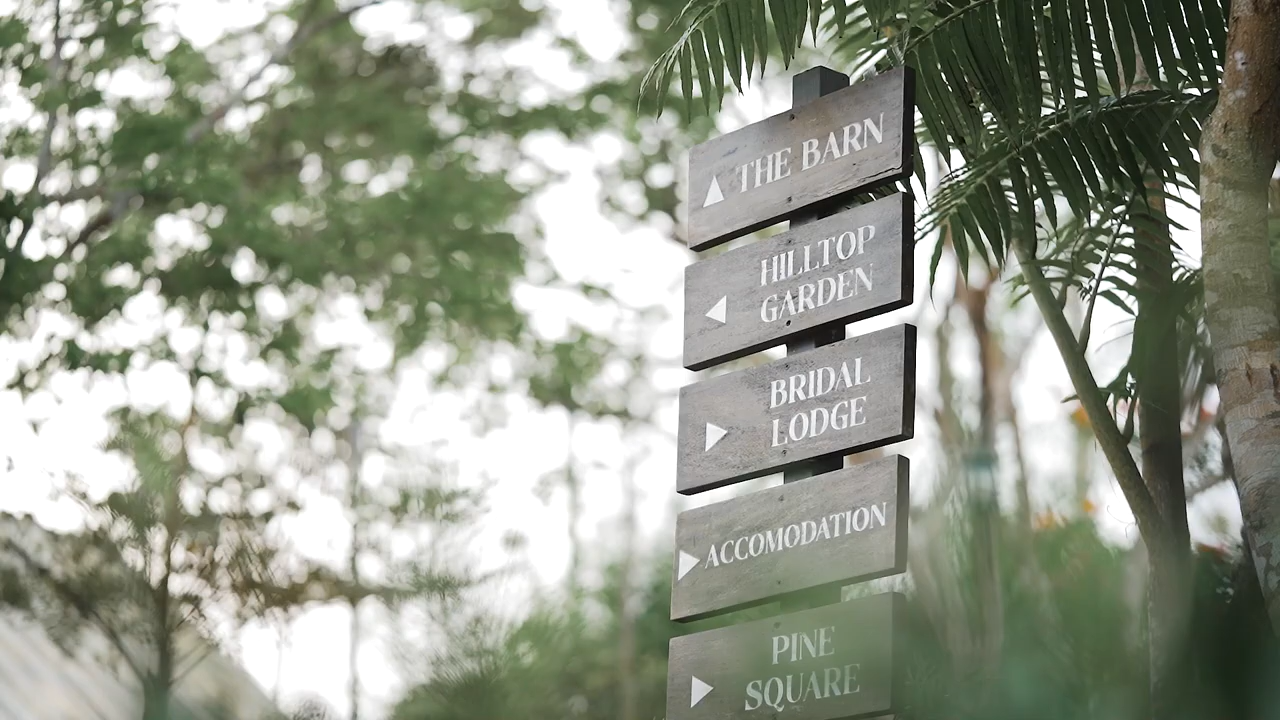 THE BARN
HILLTOP
GARDEN
BRIDAL
LODGE
ACCOMODATION
PINE
SQUARE